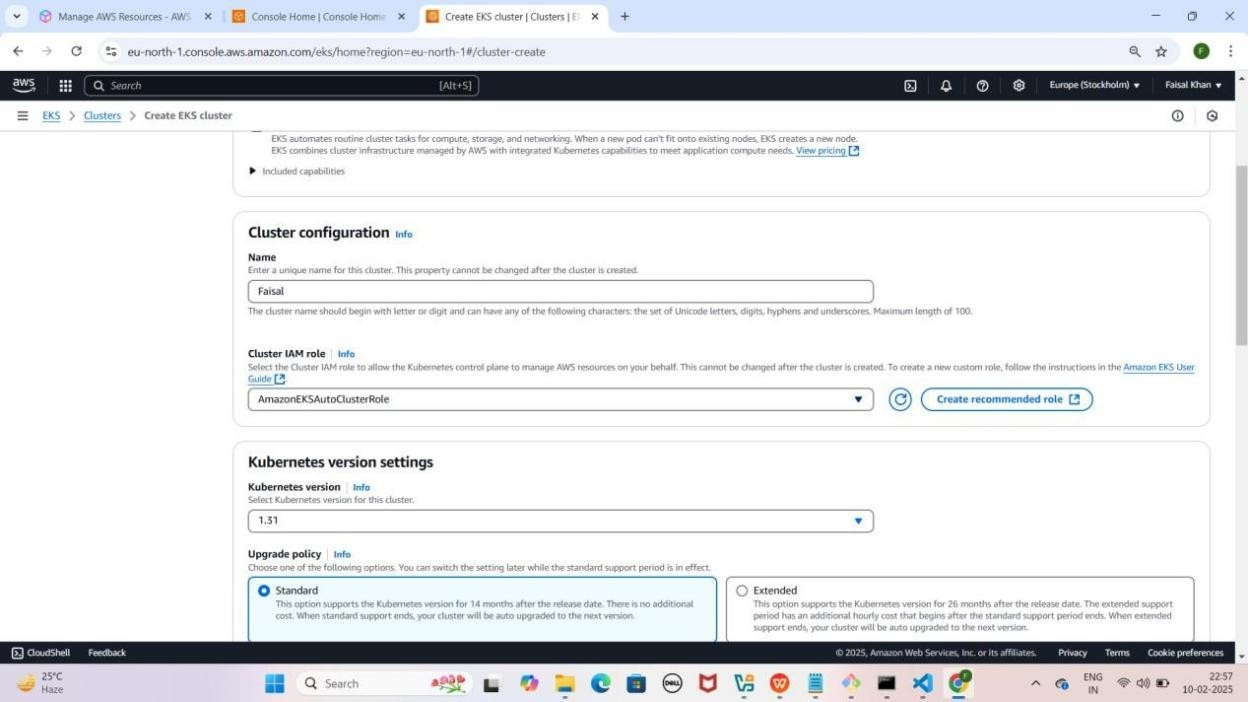 Manage AWS Resources - AWS
Console Home | Console Home
Create EKS cluster | Clusters | El
eu-north-1.console.aws.amazon.com/eks/home?region=eu-north-1#/cluster-create
F
aws
Search
[Alt+S]
Europe (Stockholm)
Faisal Khan
EKS > Clusters > Create EKS cluster
EKS automates routine cluster tasks for compute, storage, and networking. When a new pod can't fit onto existing nodes, EKS creates a new node.
EKS combines cluster infrastructure managed by AWS with integrated Kubernetes capabilities to meet application compute needs. View pricing
Included capabilities
Cluster configuration Info
Name
Enter a unique name for this cluster. This property cannot be changed after the cluster is created.
Faisal
The cluster name should begin with letter or digit and can have any of the following characters: the set of Unicode letters, digits, hyphens and underscores. Maximum length of 100.
Cluster IAM role | Info
Select the Cluster IAM role to allow the Kubernetes control plane to manage AWS resources on your behalf. This cannot be changed after the cluster is created. To create a new custom role, follow the instructions in the Amazon EKS User
Guide
AmazonEKSAutoClusterRole
Create recommended role
Kubernetes version settings
Kubernetes version | Info
Select Kubernetes version for this cluster.
1.31
Upgrade policy | Info
Choose one of the following options. You can switch the setting later while the standard support period is in effect.
Standard
This option supports the Kubernetes version for 14 months after the release date. There is no additional
cost. When standard support ends, your cluster will be auto upgraded to the next version.
Extended
This option supports the Kubernetes version for 26 months after the release date. The extended support
period has an additional hourly cost that begins after the standard support period ends. When extended
support ends, your cluster will be auto upgraded to the next version.
CloudShell
Feedback
© 2025, Amazon Web Services, Inc. or its affiliates.
Privacy
Terms
Cookie preferences
25°C
Haze
Search
DELL
ENG
IN
22:57
10-02-2025